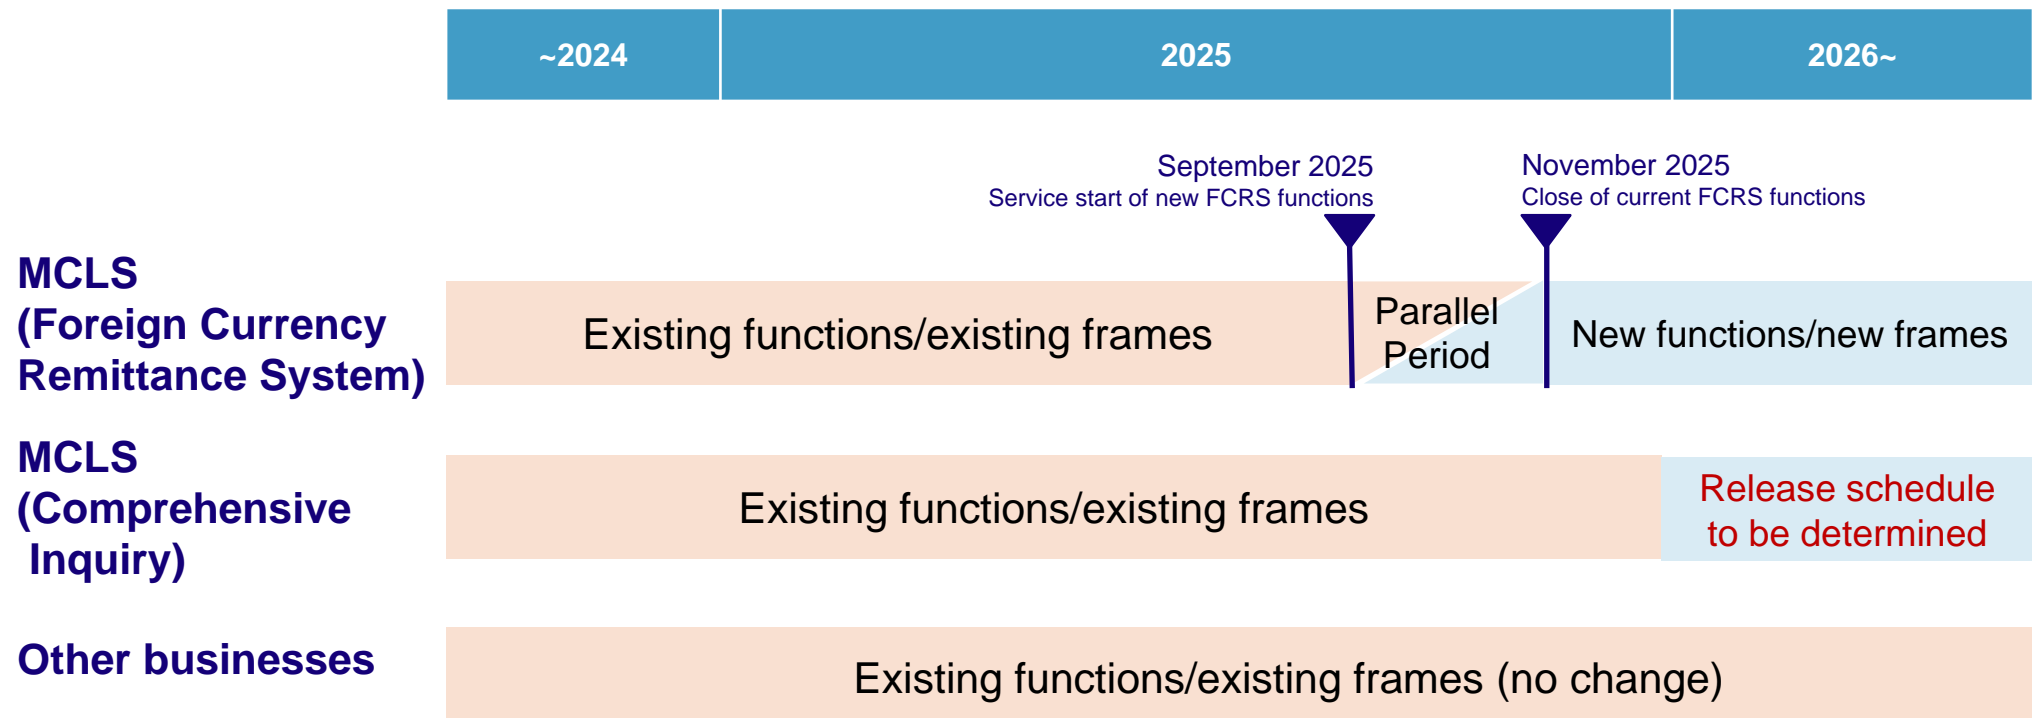 ~2024
2025
2026~
September 2025
Service start of new FCRS functions
November 2025
Close of current FCRS functions
MCLS
(Foreign Currency
Remittance System)
Existing functions/existing frames
Parallel
Period
New functions/new frames
MCLS
(Comprehensive
Inquiry)
Existing functions/existing frames
Release schedule
to be determined
Other businesses
Existing functions/existing frames (no change)